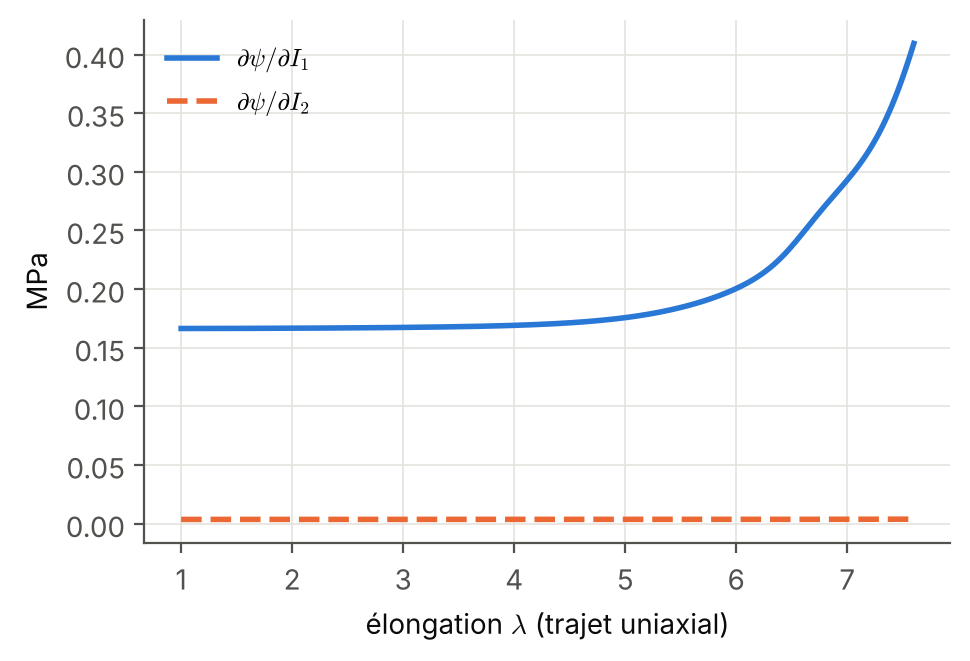 ∂ψ/∂I₁
∂ψ/∂I₂
MPa
0.40
0.35
0.30
0.25
0.20
0.15
0.10
0.05
0.00
1 2 3 4 5 6 7
élongation λ (trajet uniaxial)